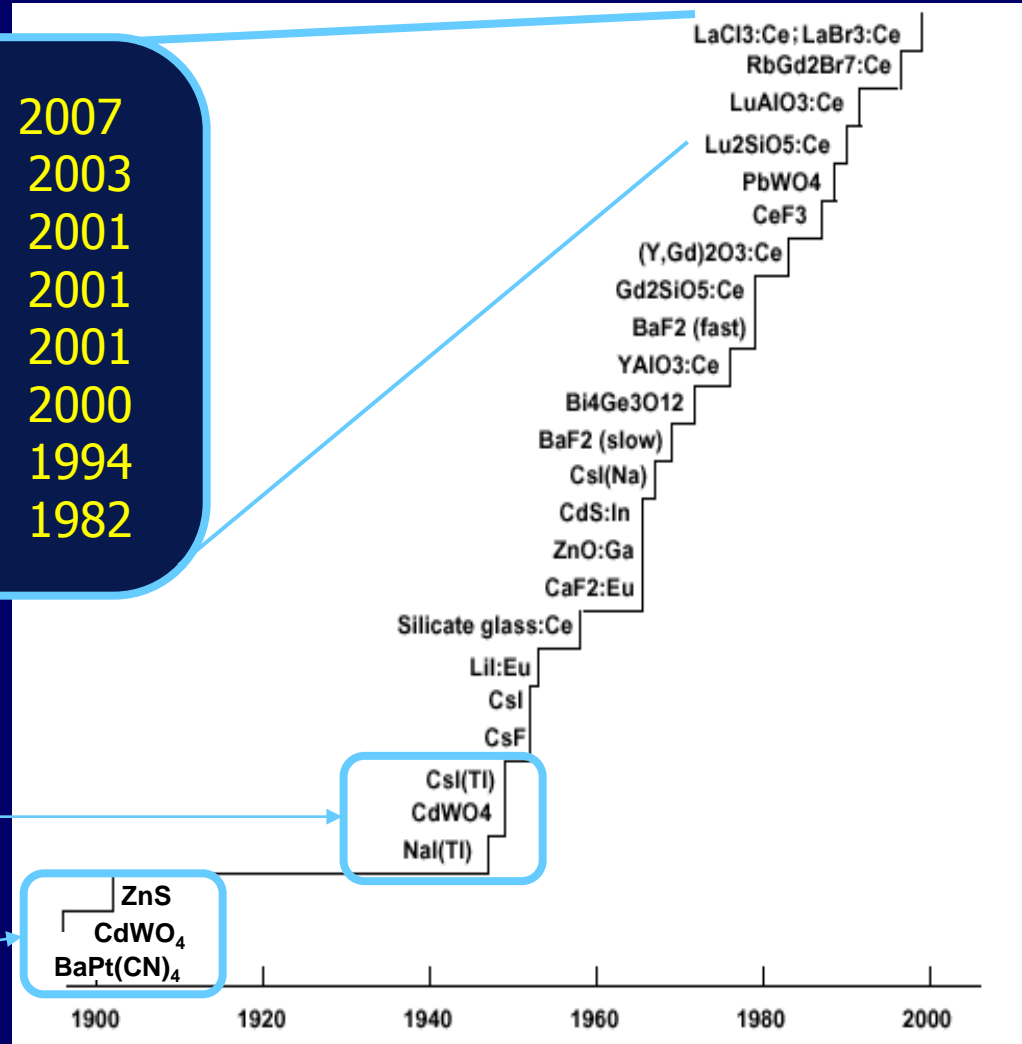 2007
2003
2001
2001
2001
2000
1994
1982
LaCl3:Ce;LaBr3:Ce
RbGd2Br7:Ce
LuAlO3:Ce
Lu2SiO5:Ce
PbWO4
CeF3
(Y,Gd)2O3:Ce
Gd2SiO5:Ce
BaF2 (fast)
YAlO3:Ce
Bi4Ge3O12
BaF2 (slow)
CsI(Na)
CdS:In
ZnO:Ga
CaF2:Eu
Silicate glass:Ce
LiI:Eu
CsI
CsF
CsI(Tl)
CdWO4
NaI(Tl)
ZnS
CdWO₄
BaPt(CN)₄
1900 1920 1940 1960 1980 2000